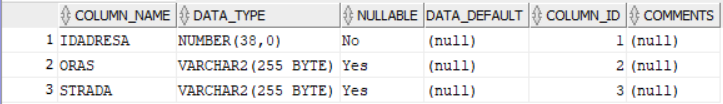 COLUMN_NAME DATA_TYPE NULLABLE DATA_DEFAULT COLUMN_ID COMMENTS
1 IDADRESA NUMBER(38,0) No (null) 1 (null)
2 ORAS VARCHAR2(255 BYTE) Yes (null) 2 (null)
3 STRADA VARCHAR2(255 BYTE) Yes (null) 3 (null)